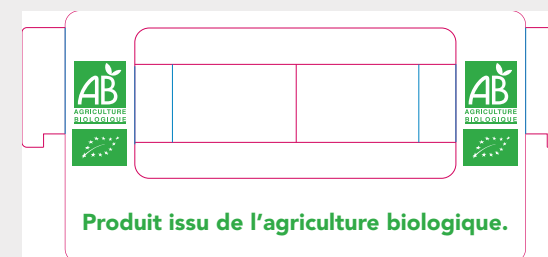 AB
AGRICULTURE
BIOLOGIQUE
AB
AGRICULTURE
BIOLOGIQUE
Produit issu de l’agriculture biologique.